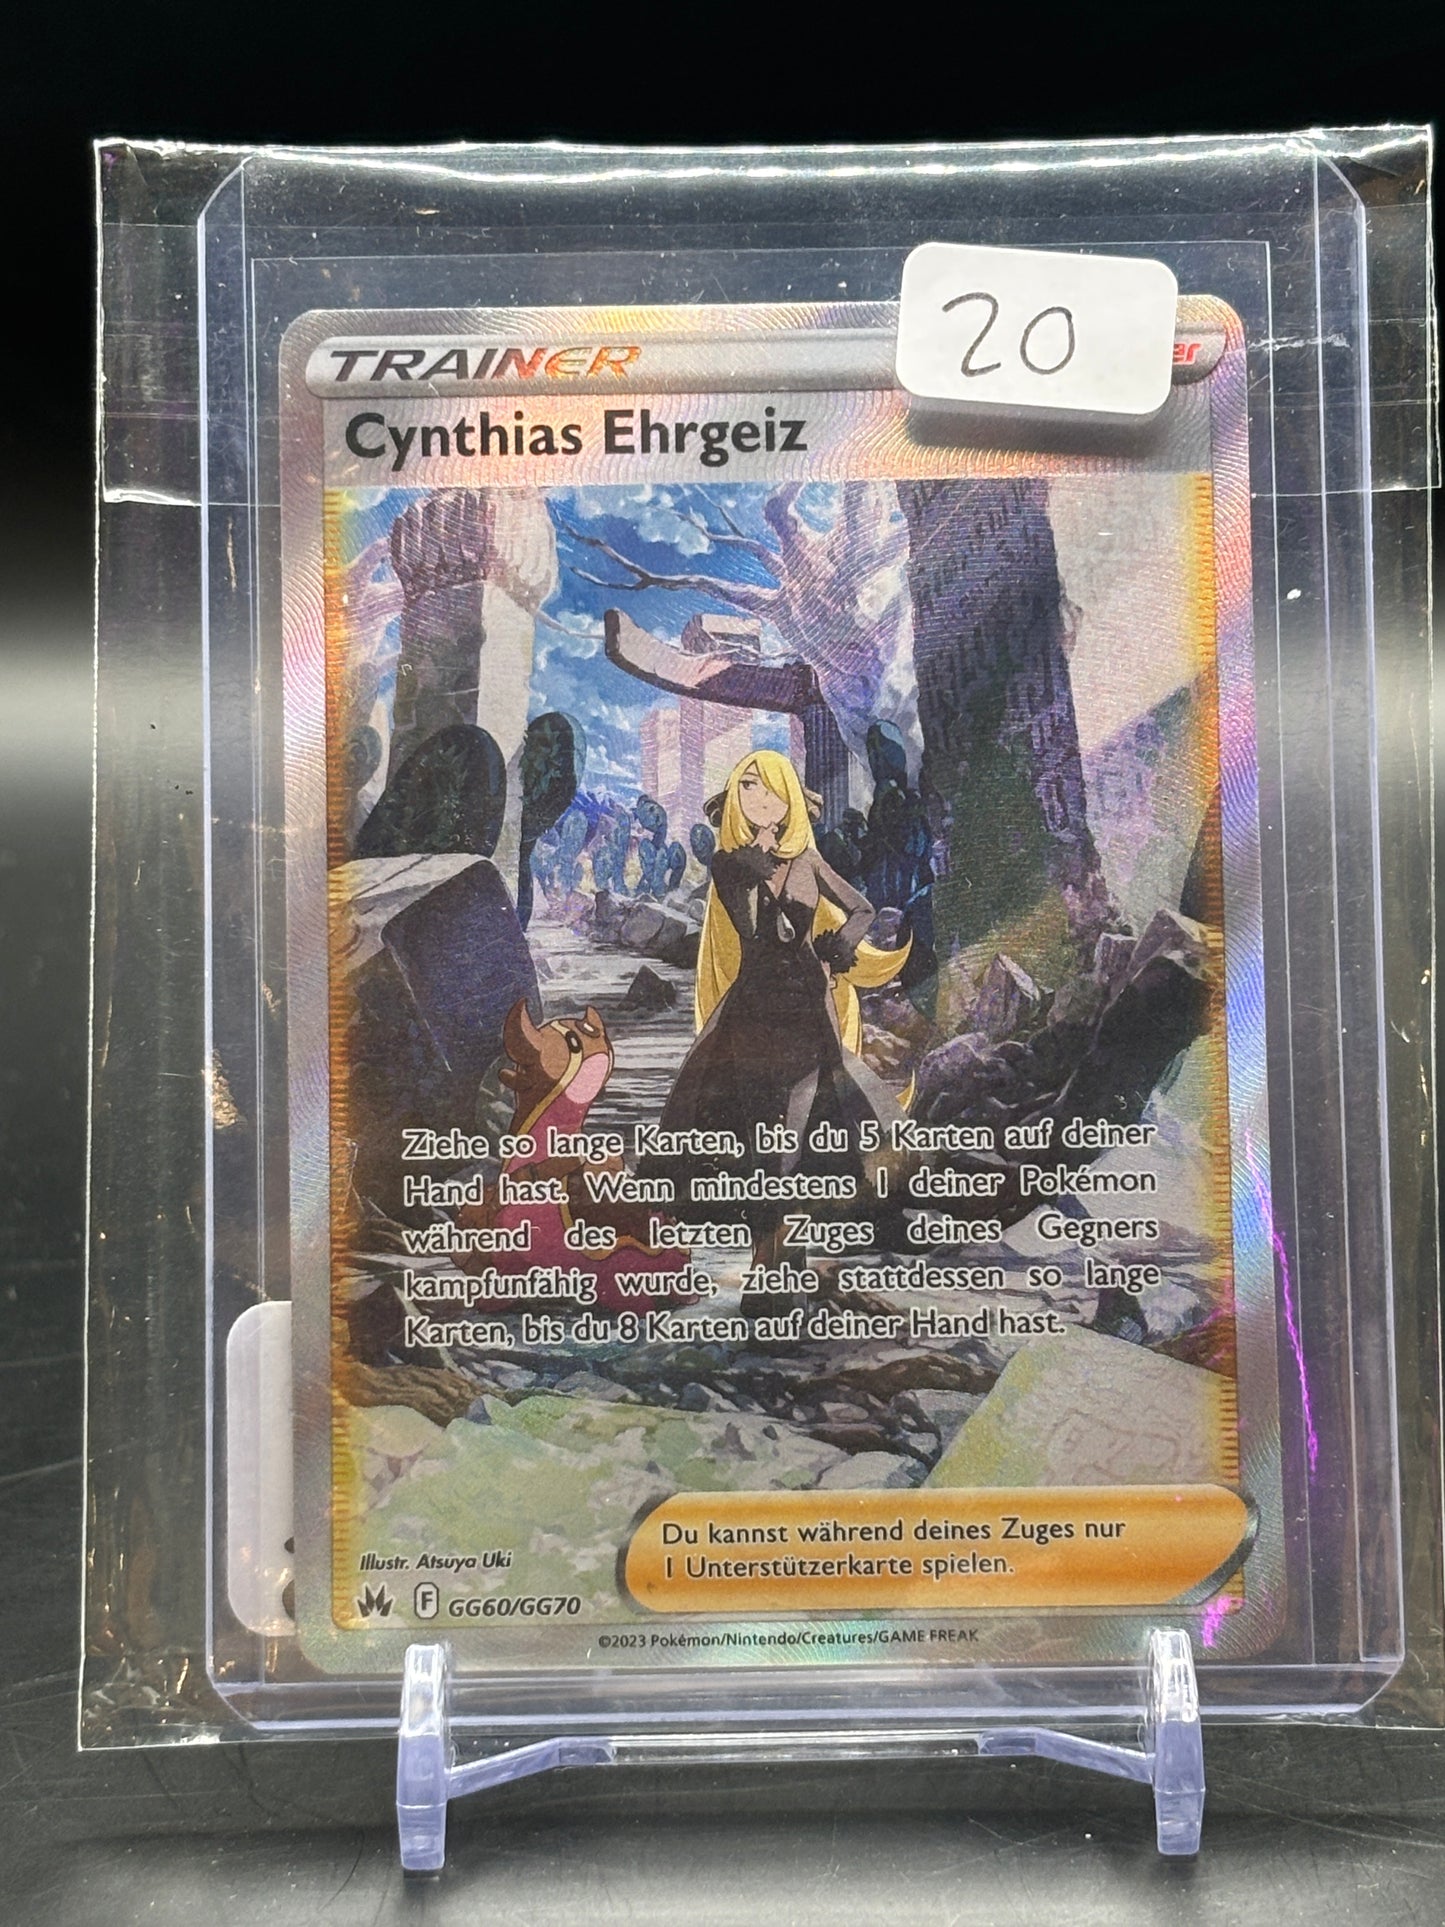 20
TRAINER
Cynthias Ehrgeiz
Ziehe so lange Karten, bis du 5 Karten auf deiner
Hand hast. Wenn mindestens 1 deiner Pokémon
während des letzten Zuges deines Gegners
kampfunfähig wurde, ziehe stattdessen so lange
Karten, bis du 8 Karten auf deiner Hand hast.
Du kannst während deines Zuges nur
1 Unterstützerkarte spielen.
Illustr. Atsuya Uki
F GG60/GG70
©2023 Pokémon/Nintendo/Creatures/GAME FREAK